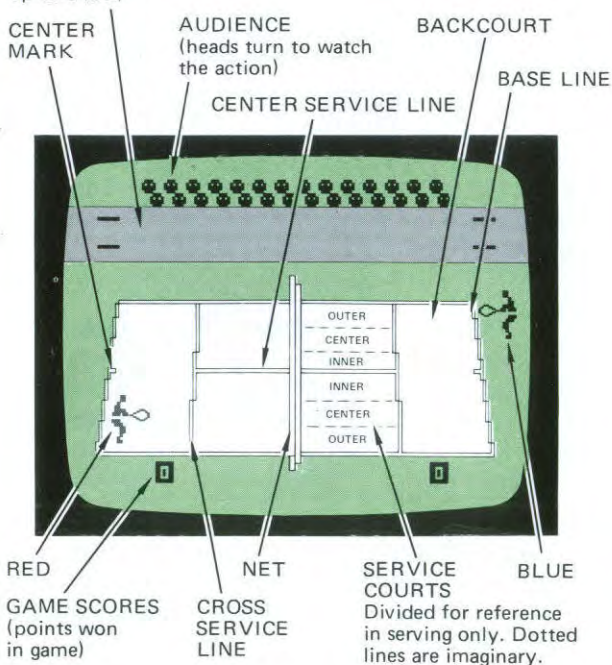 CENTER
MARK
AUDIENCE
(heads turn to watch
the action)
BACKCOURT
BASE LINE
CENTER SERVICE LINE
OUTER
CENTER
INNER
INNER
CENTER
OUTER
0
0
RED
NET
SERVICE
COURTS
Divided for reference
in serving only. Dotted
lines are imaginary.
BLUE
GAME SCORES
(points won
in game)
CROSS
SERVICE
LINE